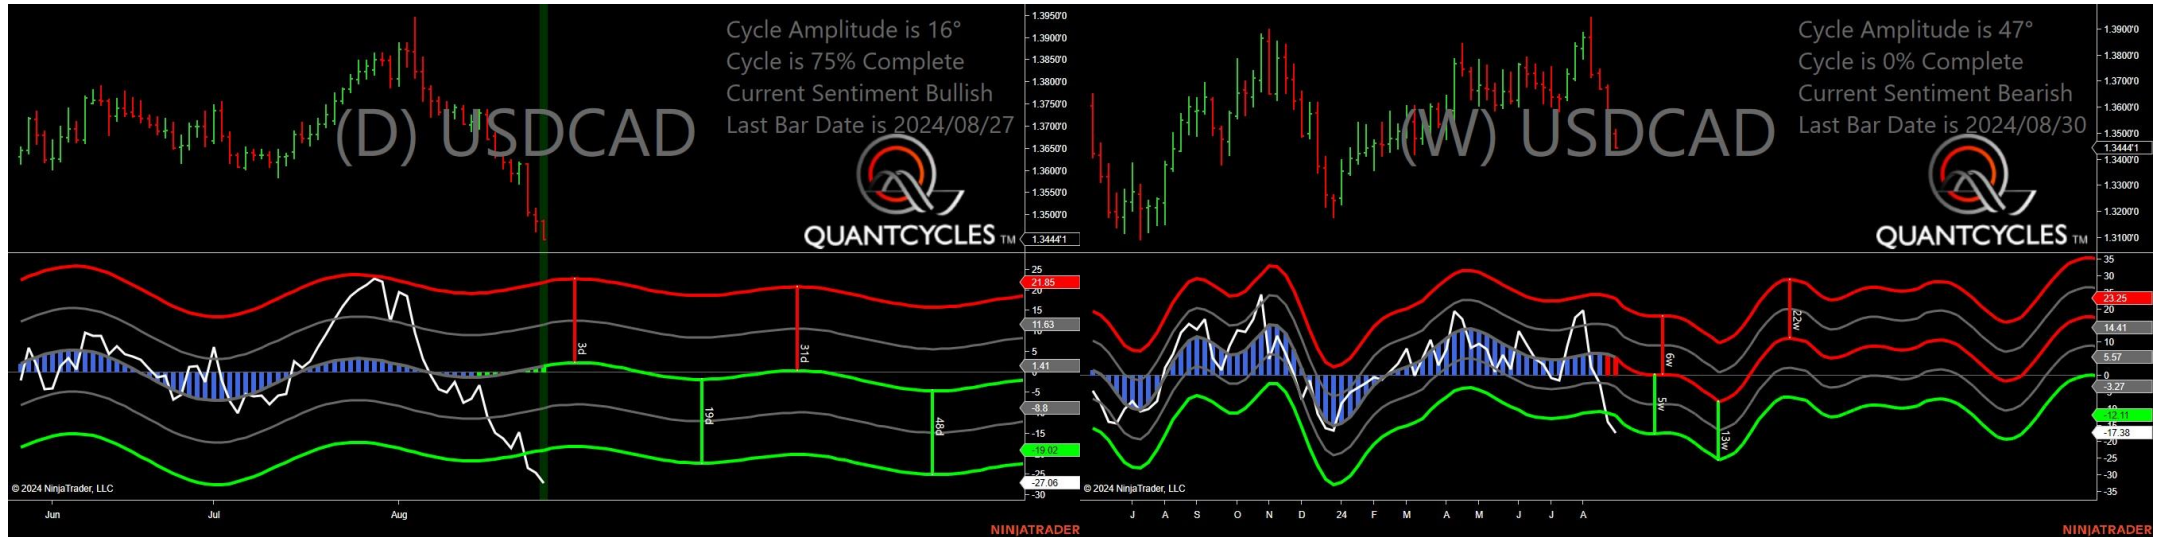 Cycle Amplitude is 16°
Cycle is 75% Complete
Current Sentiment Bullish
Last Bar Date is 2024/08/27
(D) USDCAD
QUANTCYCLES TM
1.3950'0
1.3900'0
1.3850'0
1.3800'0
1.3750'0
1.3700'0
1.3650'0
1.3600'0
1.3550'0
1.3500'0
1.3444'1
25
21.85
20
15
11.63
5
1.41
-5
-8.8
-15
-19.02
-25
-27.06
-30
3d
31d
19d
48d
© 2024 NinjaTrader, LLC
Jun Jul Aug
NINJATRADER
Cycle Amplitude is 47°
Cycle is 0% Complete
Current Sentiment Bearish
Last Bar Date is 2024/08/30
(W) USDCAD
QUANTCYCLES TM
1.3900'0
1.3800'0
1.3700'0
1.3600'0
1.3500'0
1.3444'1
1.3400'0
1.3300'0
1.3200'0
1.3100'0
35
30
23.25
14.41
10
5.57
0
-3.27
-12.11
-17.38
-20
-25
-30
-35
6w
22w
5w
13w
© 2024 NinjaTrader, LLC
J A S O N D 24 F M A M J J A
NINJATRADER